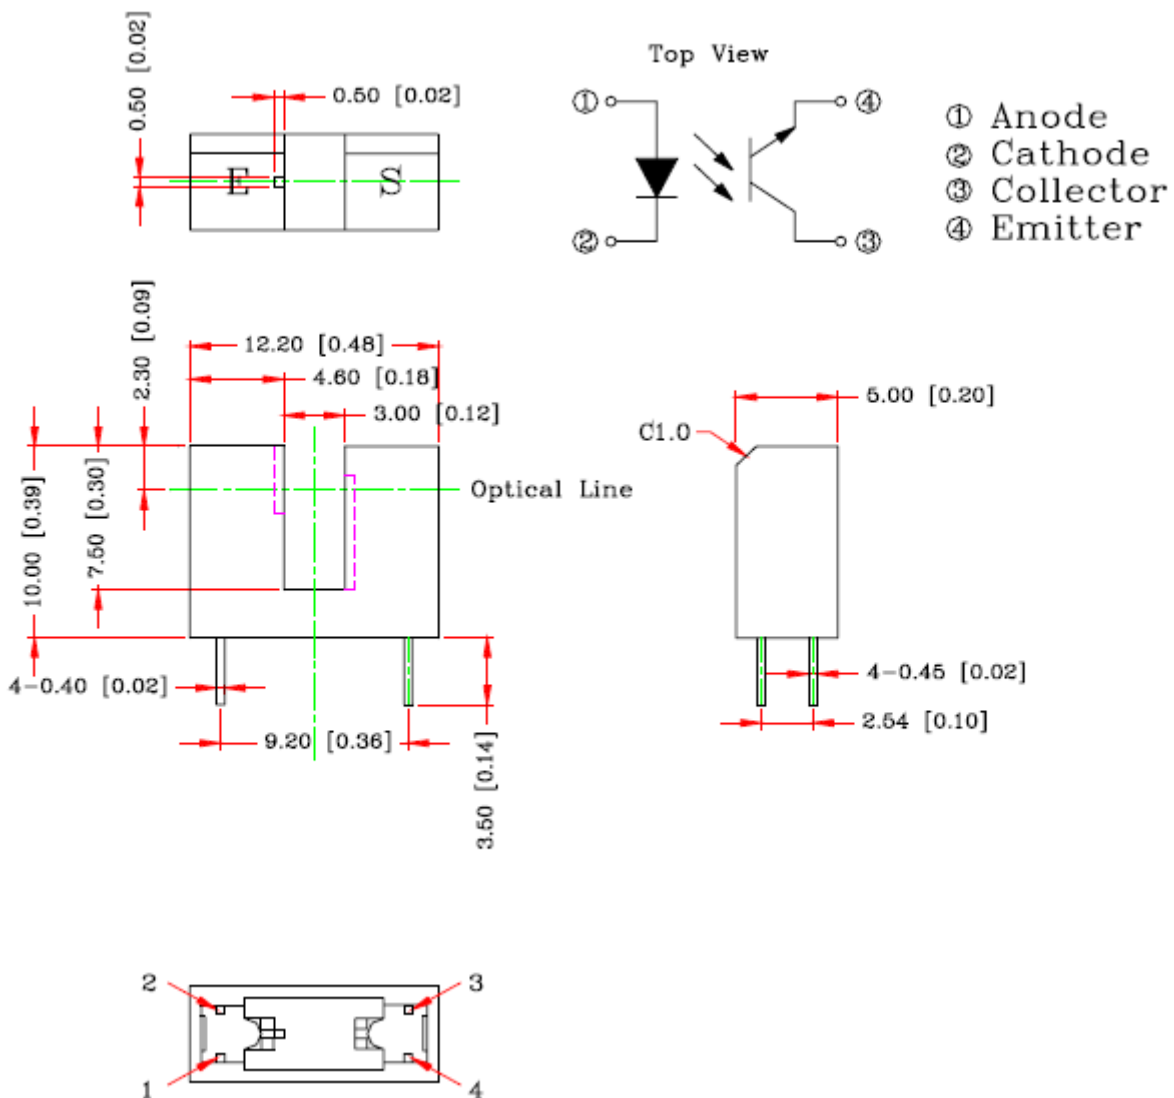 0.50 [0.02]
0.50 [0.02]
E
S
Top View
①
④
②
③
① Anode
② Cathode
③ Collector
④ Emitter
12.20 [0.48]
4.60 [0.18]
3.00 [0.12]
2.30 [0.09]
10.00 [0.39]
7.50 [0.30]
Optical Line
4-0.40 [0.02]
9.20 [0.36]
3.50 [0.14]
5.00 [0.20]
C1.0
4-0.45 [0.02]
2.54 [0.10]
2
3
1
4